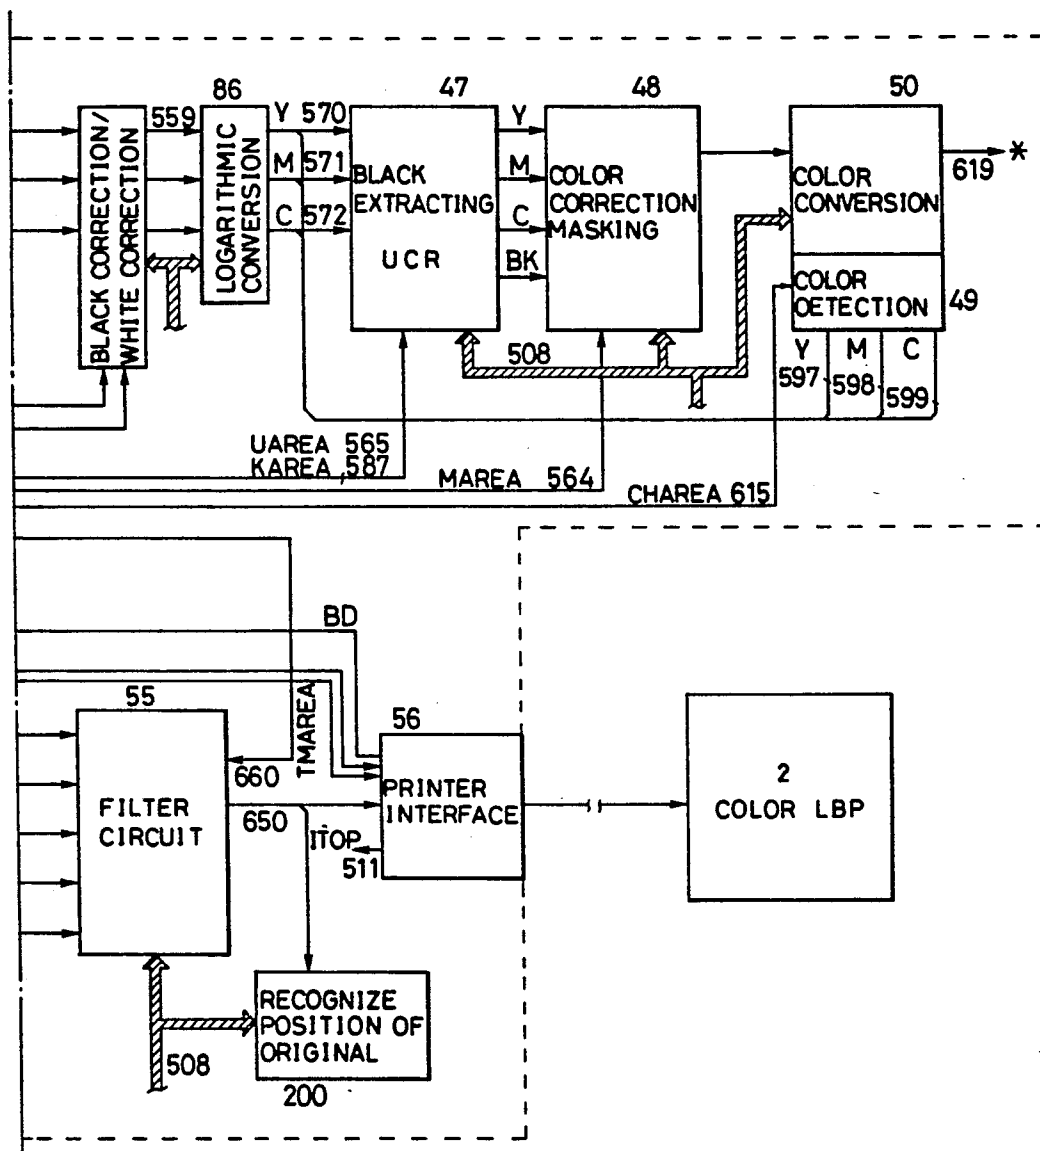 86
47
48
50
559
Y 570
Y
M 571
M
C 572
C
BK
BLACK CORRECTION/
WHITE CORRECTION
LOGARITHMIC
CONVERSION
BLACK
EXTRACTING
UCR
COLOR
CORRECTION
MASKING
COLOR
CONVERSION
619 *
COLOR
DETECTION
49
508
Y M C
597 598 599
UAREA 565
KAREA 587
MAREA 564
CHAREA 615
BD
TMAREA
55
56
660
FILTER
CIRCUIT
650
PRINTER
INTERFACE
ITOP
511
2
COLOR LBP
RECOGNIZE
POSITION OF
ORIGINAL
508
200